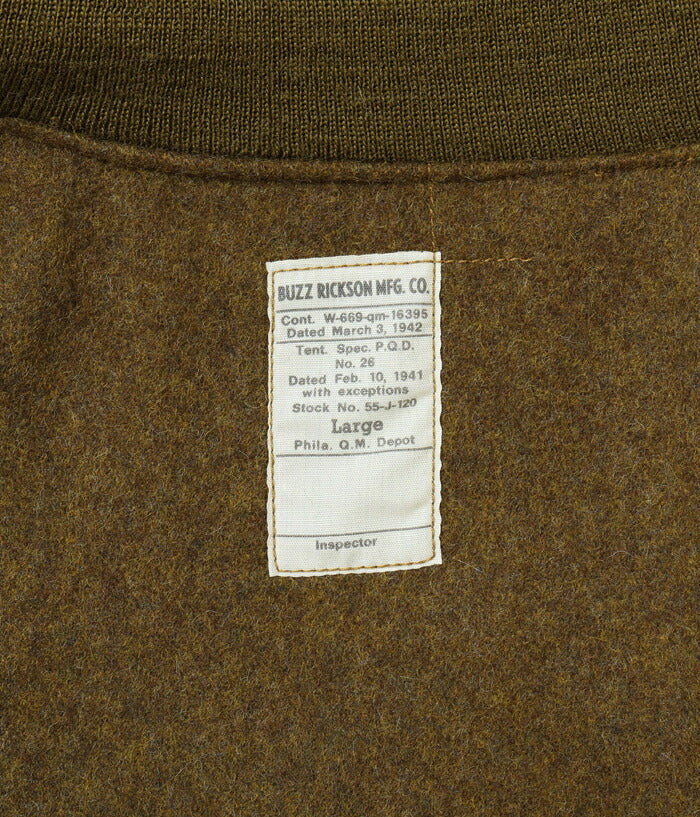 BUZZ RICKSON MFG. CO.
Cont. W-669-qm-16395
Dated March 3, 1942
Tent. Spec. P.Q.D.
No. 26
Dated Feb. 10, 1941
with exceptions
Stock No. 55-J-120
Large
Phila. Q.M. Depot
Inspector